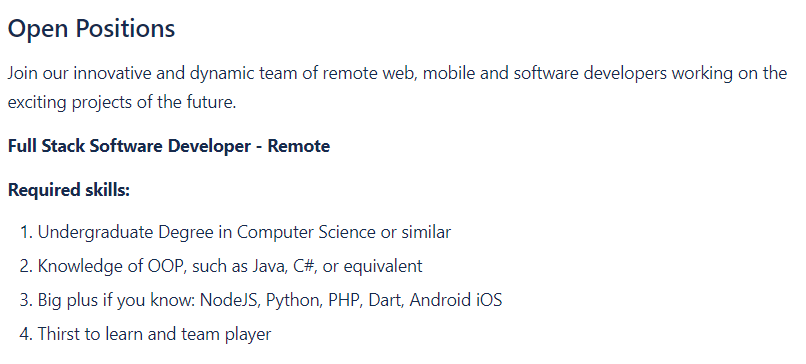 Open Positions
Join our innovative and dynamic team of remote web, mobile and software developers working on the
exciting projects of the future.
Full Stack Software Developer - Remote
Required skills:
1. Undergraduate Degree in Computer Science or similar
2. Knowledge of OOP, such as Java, C#, or equivalent
3. Big plus if you know: NodeJS, Python, PHP, Dart, Android iOS
4. Thirst to learn and team player